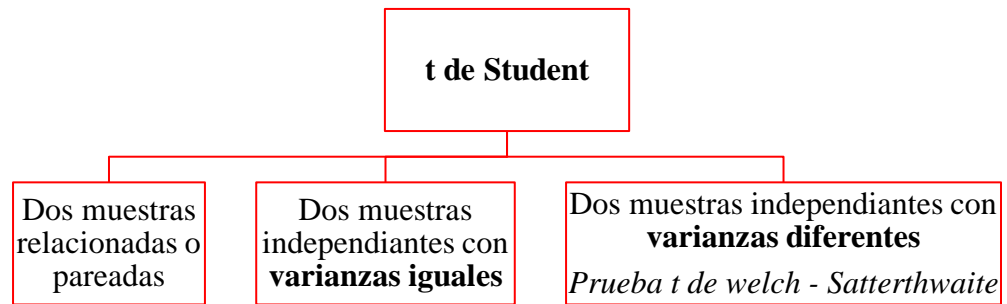 t de Student
Dos muestras
relacionadas o
pareadas
Dos muestras
independiantes con
varianzas iguales
Dos muestras independiantes con
varianzas diferentes
Prueba t de welch - Satterthwaite